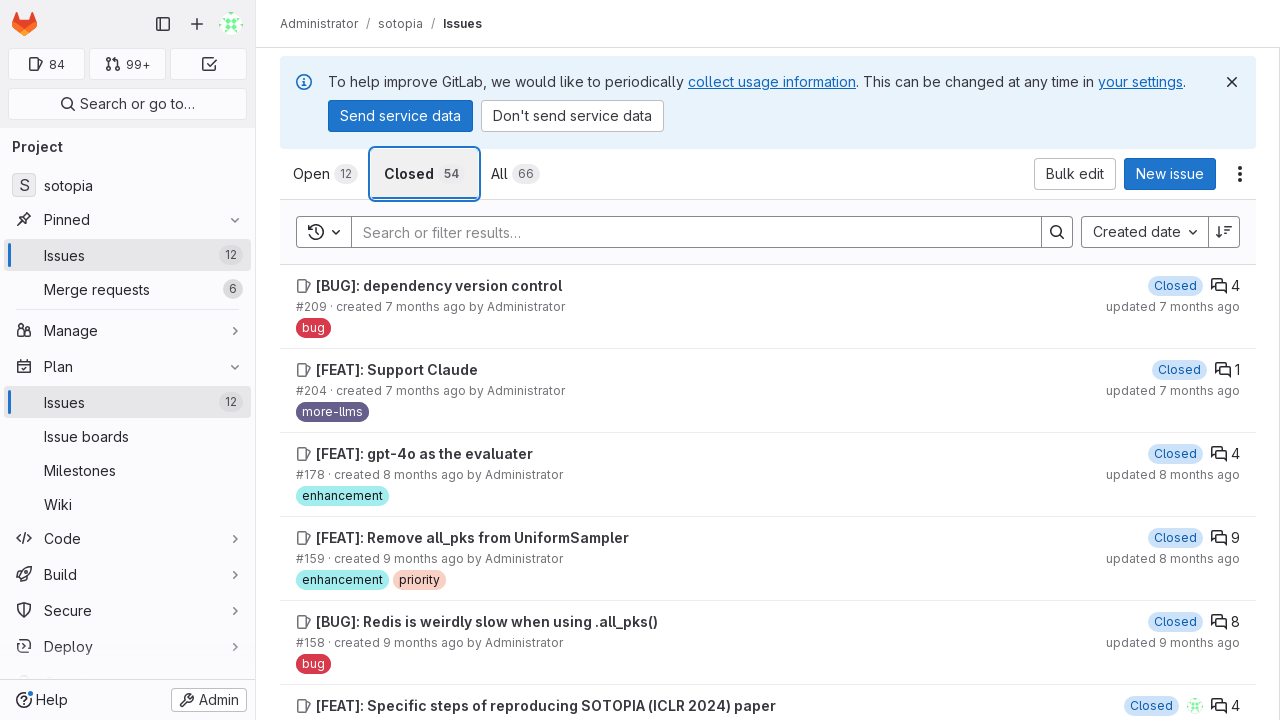 84
99+
Search or go to…
Project
S sotopia
Pinned
Issues 12
Merge requests 6
Manage
Plan
Issues 12
Issue boards
Milestones
Wiki
Code
Build
Secure
Deploy
Help
Admin
Administrator / sotopia / Issues
To help improve GitLab, we would like to periodically collect usage information. This can be changed at any time in your settings.
Send service data Don't send service data
Open 12 Closed 54 All 66 Bulk edit New issue
Search or filter results… Created date
[BUG]: dependency version control Closed 4
#209 · created 7 months ago by Administrator updated 7 months ago
bug
[FEAT]: Support Claude Closed 1
#204 · created 7 months ago by Administrator updated 7 months ago
more-llms
[FEAT]: gpt-4o as the evaluater Closed 4
#178 · created 8 months ago by Administrator updated 8 months ago
enhancement
[FEAT]: Remove all_pks from UniformSampler Closed 9
#159 · created 9 months ago by Administrator updated 8 months ago
enhancement priority
[BUG]: Redis is weirdly slow when using .all_pks() Closed 8
#158 · created 9 months ago by Administrator updated 9 months ago
bug
[FEAT]: Specific steps of reproducing SOTOPIA (ICLR 2024) paper Closed 4